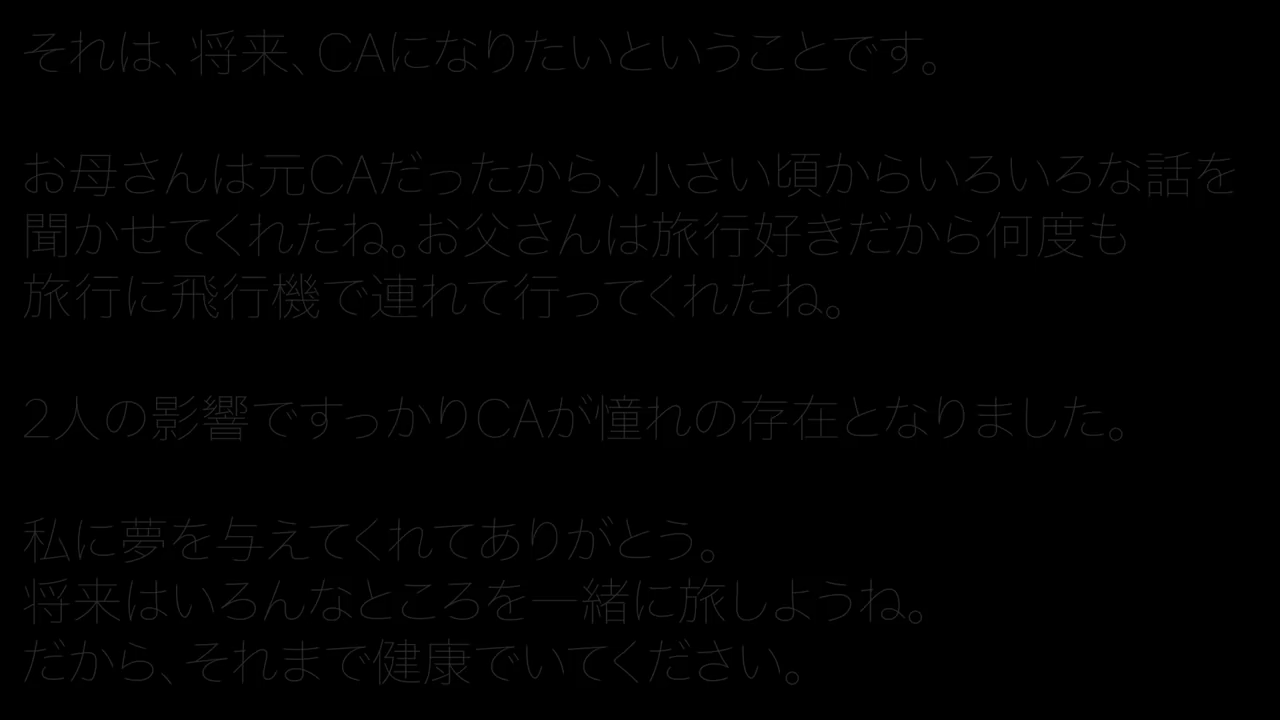 それは、将来、CAになりたいということです。
お母さんは元CAだったから、小さい頃からいろいろな話を
聞かせてくれたね。お父さんは旅行好きだから何度も
旅行に飛行機で連れて行ってくれたね。
2人の影響ですっかりCAが憧れの存在となりました。
私に夢を与えてくれてありがとう。
将来はいろんなところを一緒に旅しようね。
だから、それまで健康でいてください。